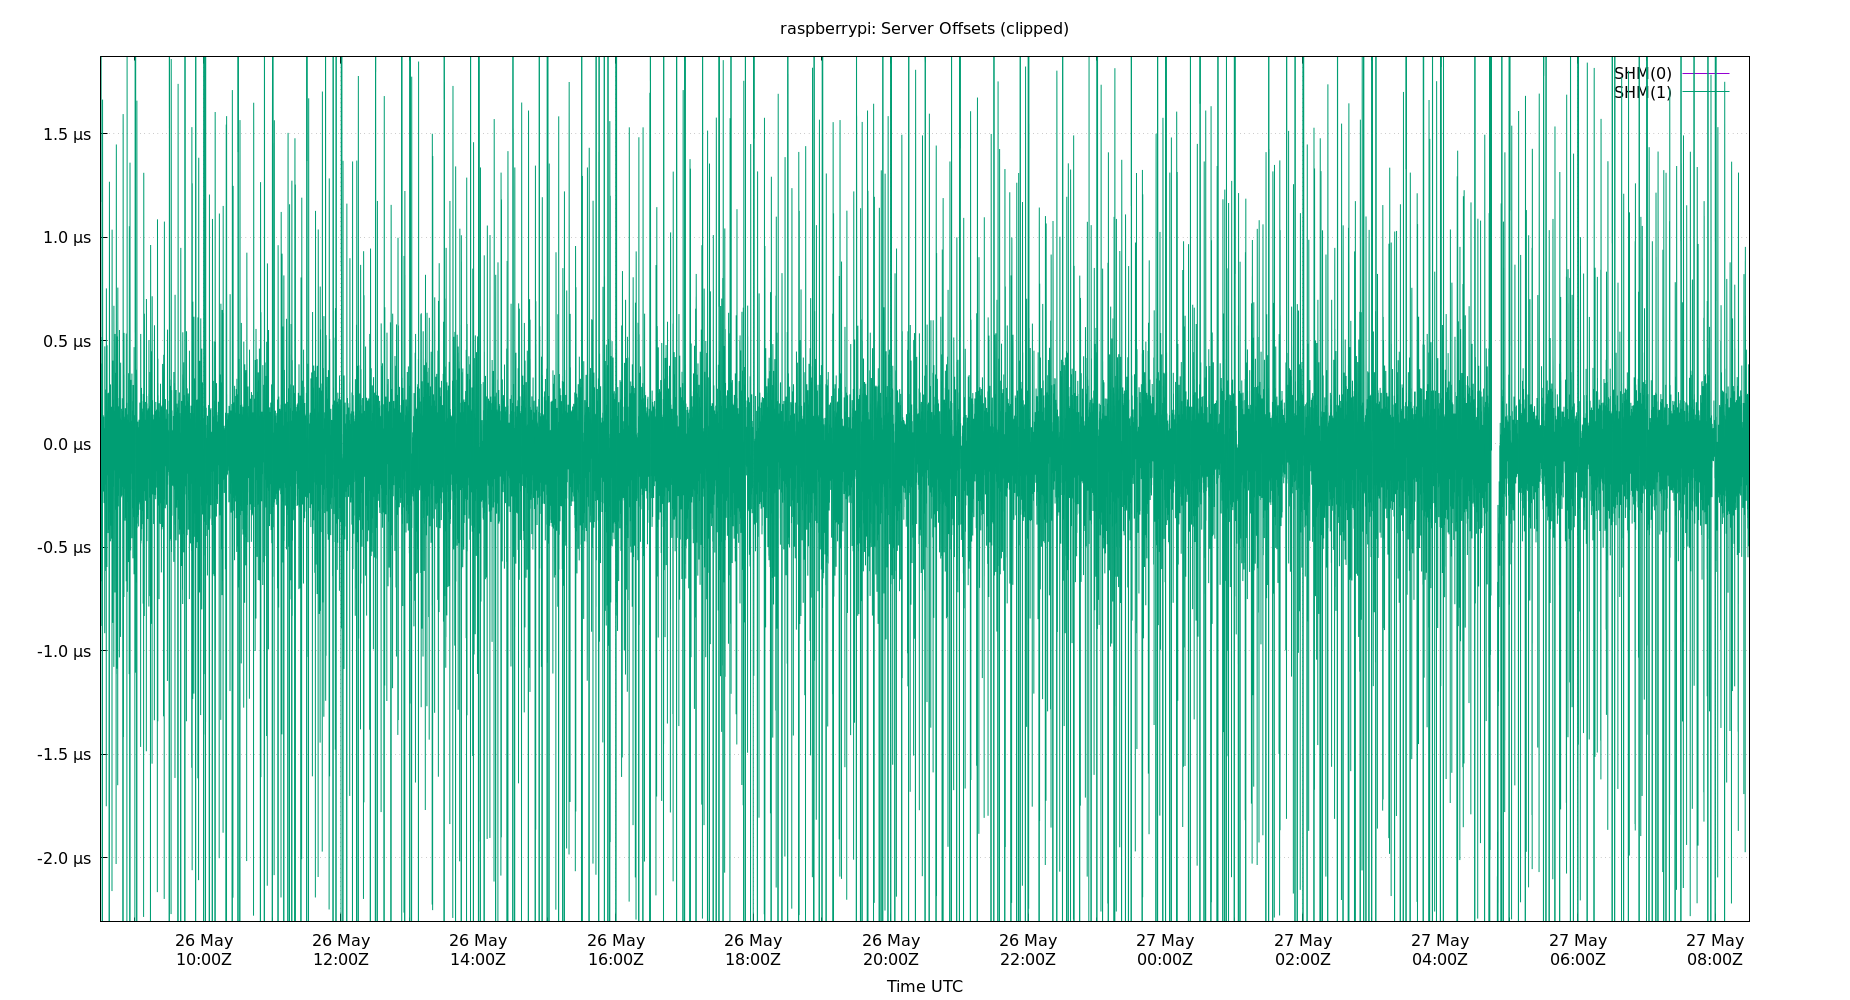 raspberrypi: Server Offsets (clipped)
SHM(0)
SHM(1)
1.5 µs
1.0 µs
0.5 µs
0.0 µs
-0.5 µs
-1.0 µs
-1.5 µs
-2.0 µs
26 May 26 May 26 May 26 May 26 May 26 May 26 May 27 May 27 May 27 May 27 May 27 May
10:00Z 12:00Z 14:00Z 16:00Z 18:00Z 20:00Z 22:00Z 00:00Z 02:00Z 04:00Z 06:00Z 08:00Z
Time UTC